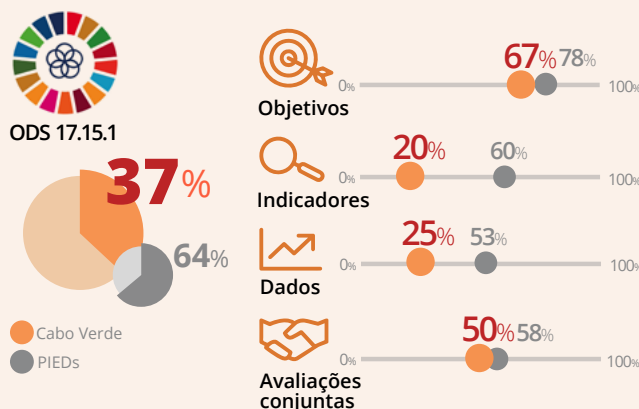 ODS 17.15.1
37%
64%
Cabo Verde
PIEDs
67% 78%
0% 100%
Objetivos
20% 60%
0% 100%
Indicadores
25% 53%
0% 100%
Dados
50% 58%
0% 100%
Avaliações
conjuntas